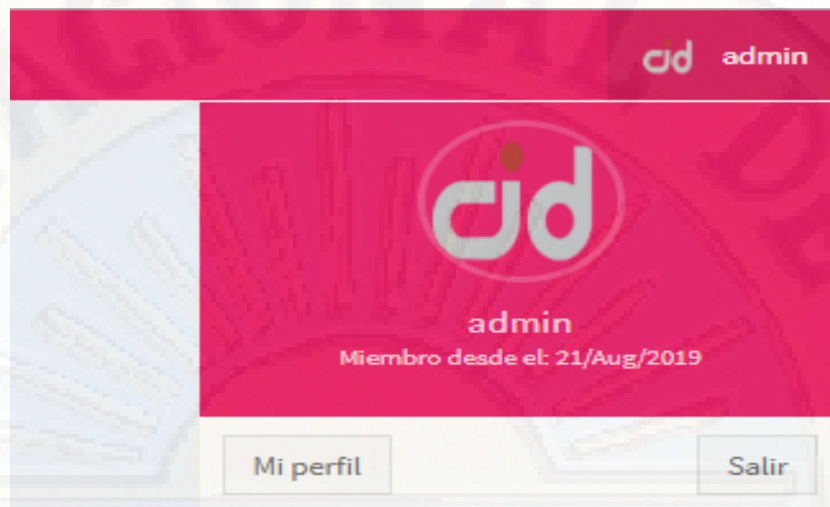 cid admin
cid
admin
Miembro desde el: 21/Aug/2019
Mi perfil
Salir